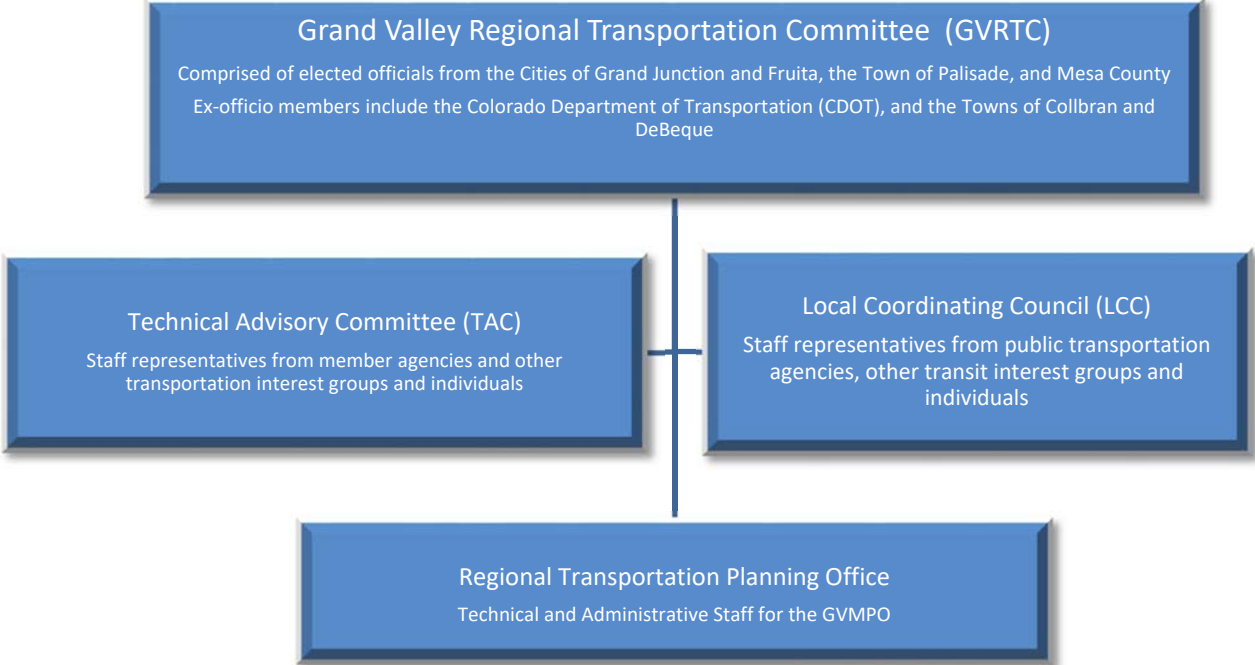 Grand Valley Regional Transportation Committee  (GVRTC)
Comprised of elected officials from the Cities of Grand Junction and Fruita, the Town of Palisade, and Mesa County
Ex-officio members include the Colorado Department of Transportation (CDOT), and the Towns of Collbran and
DeBeque
Technical Advisory Committee (TAC)
Staff representatives from member agencies and other
transportation interest groups and individuals
Local Coordinating Council (LCC)
Staff representatives from public transportation
agencies, other transit interest groups and
individuals
Regional Transportation Planning Office
Technical and Administrative Staff for the GVMPO